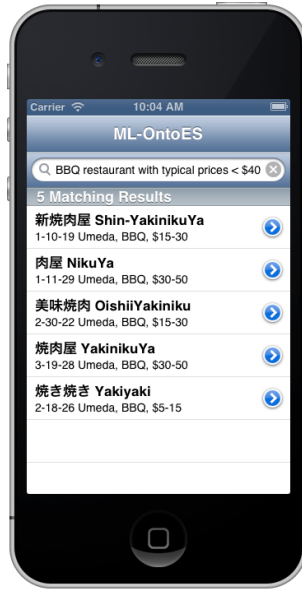 Carrier 10:04 AM
ML-OntoES
BBQ restaurant with typical prices < $40
5 Matching Results
新焼肉屋 Shin-YakinikuYa
1-10-19 Umeda, BBQ, $15-30
肉屋 NikuYa
1-11-29 Umeda, BBQ, $30-50
美味焼肉 OishiiYakiniku
2-30-22 Umeda, BBQ, $15-30
焼肉屋 YakinikuYa
3-19-28 Umeda, BBQ, $30-50
焼き焼き Yakiyaki
2-18-26 Umeda, BBQ, $5-15